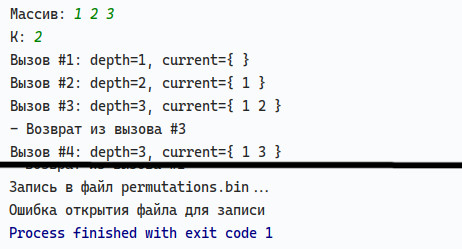 Массив: 1 2 3
К: 2
Вызов #1: depth=1, current={ }
Вызов #2: depth=2, current={ 1 }
Вызов #3: depth=3, current={ 1 2 }
- Возврат из вызова #3
Вызов #4: depth=3, current={ 1 3 }
Запись в файл permutations.bin...
Ошибка открытия файла для записи
Process finished with exit code 1